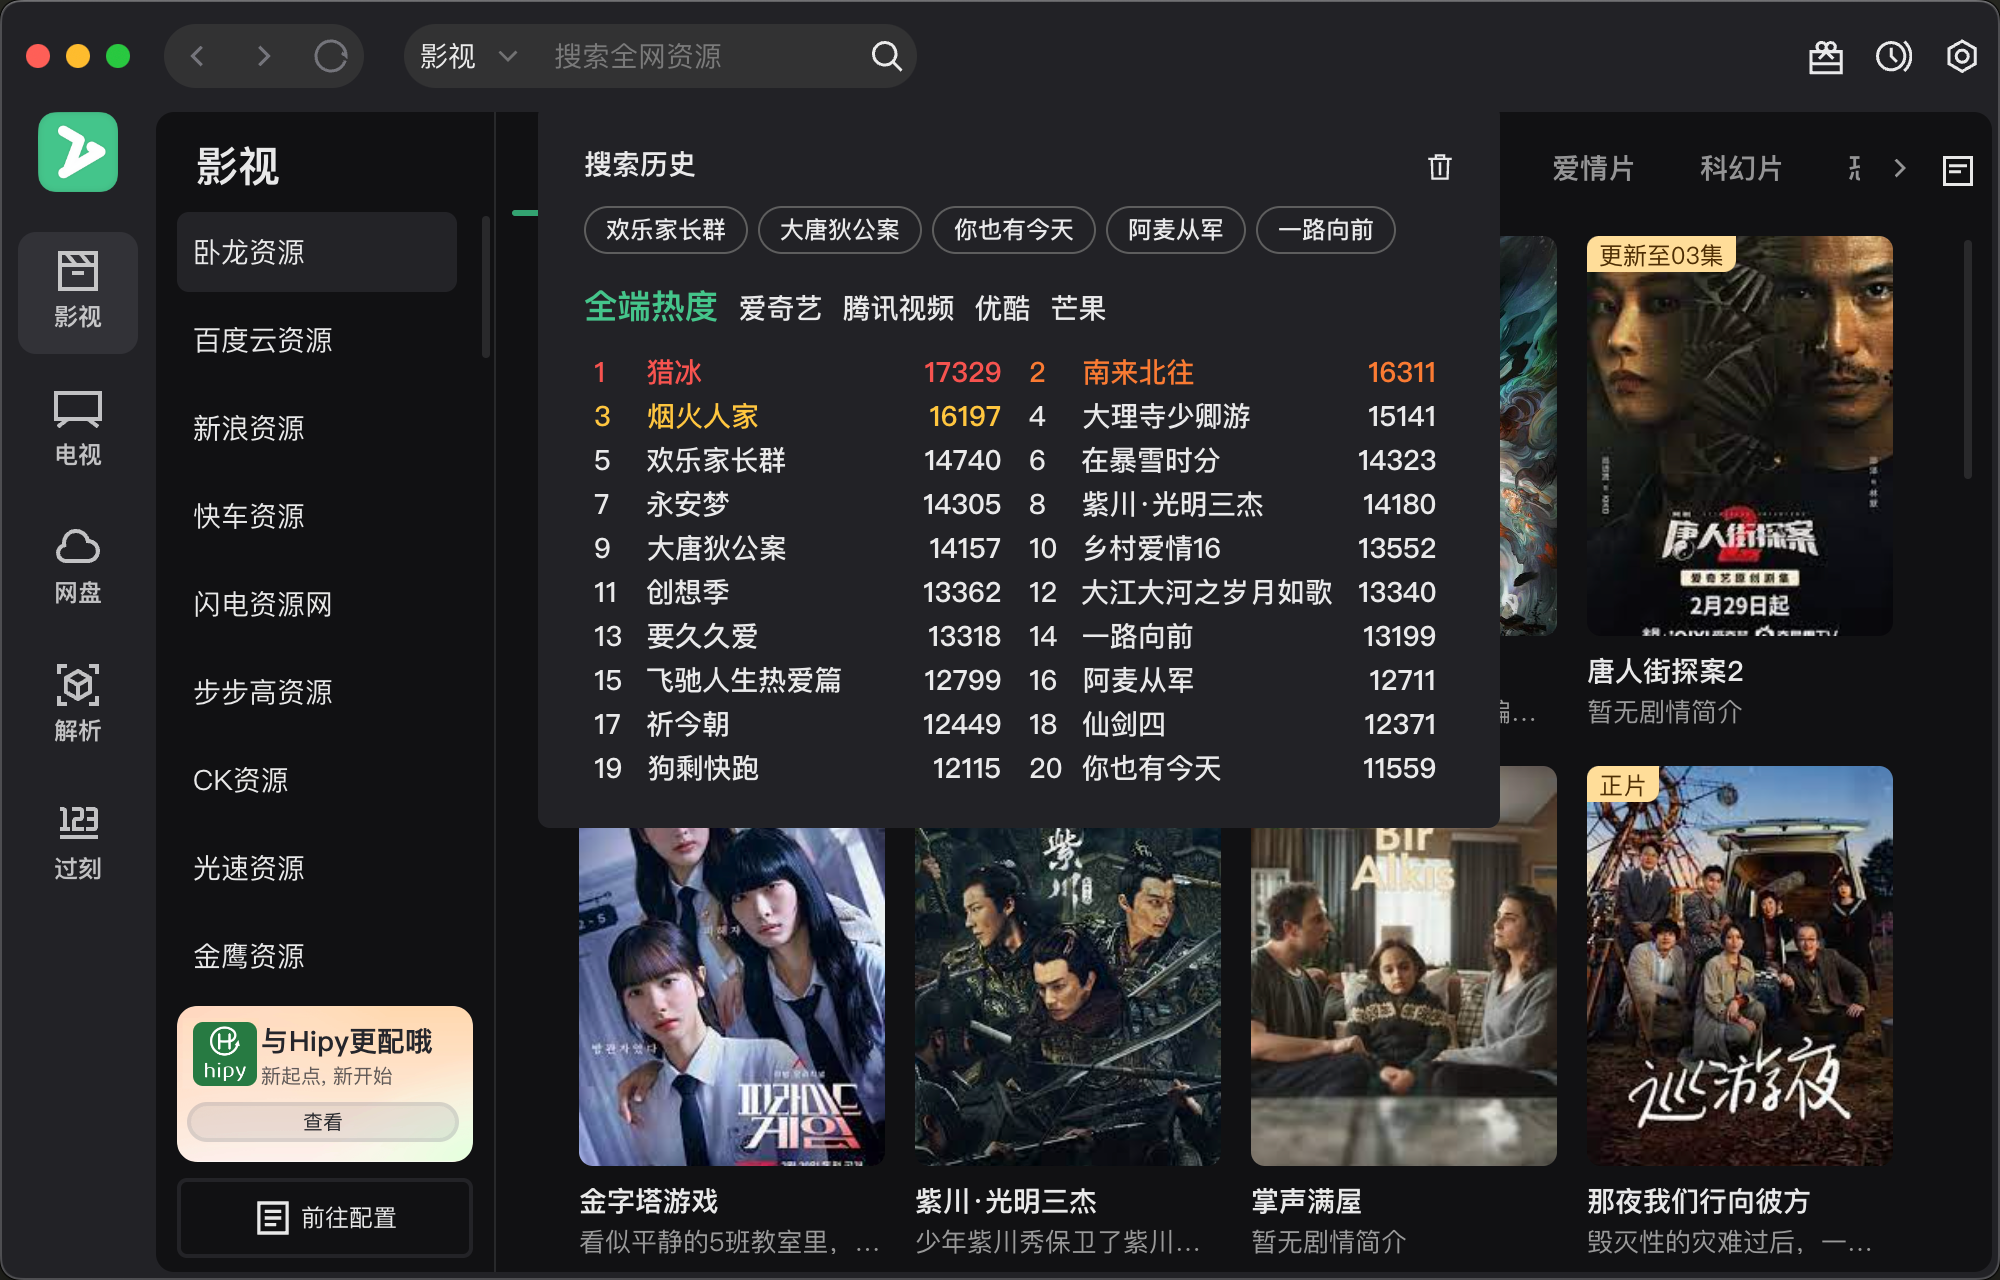 影视
搜索全网资源
影视
电视
网盘
解析
过刻
影视
卧龙资源
百度云资源
新浪资源
快车资源
闪电资源网
步步高资源
CK资源
光速资源
金鹰资源
hipy
与Hipy更配哦
新起点, 新开始
查看
前往配置
搜索历史
欢乐家长群 大唐狄公案 你也有今天 阿麦从军 一路向前
全端热度 爱奇艺 腾讯视频 优酷 芒果
1 猎冰 17329 2 南来北往 16311
3 烟火人家 16197 4 大理寺少卿游 15141
5 欢乐家长群 14740 6 在暴雪时分 14323
7 永安梦 14305 8 紫川·光明三杰 14180
9 大唐狄公案 14157 10 乡村爱情16 13552
11 创想季 13362 12 大江大河之岁月如歌 13340
13 要久久爱 13318 14 一路向前 13199
15 飞驰人生热爱篇 12799 16 阿麦从军 12711
17 祈今朝 12449 18 仙剑四 12371
19 狗剩快跑 12115 20 你也有今天 11559
爱情片 科幻片
更新至03集
唐人街探案
2
爱奇艺原创剧集
2月29日起
唐人街探案2
暂无剧情简介
피라미드
게임
金字塔游戏
看似平静的5班教室里，...
紫川
紫川·光明三杰
少年紫川秀保卫了紫川...
Bir
Alkış
掌声满屋
暂无剧情简介
正片
巡游夜
那夜我们行向彼方
毁灭性的灾难过后，一...